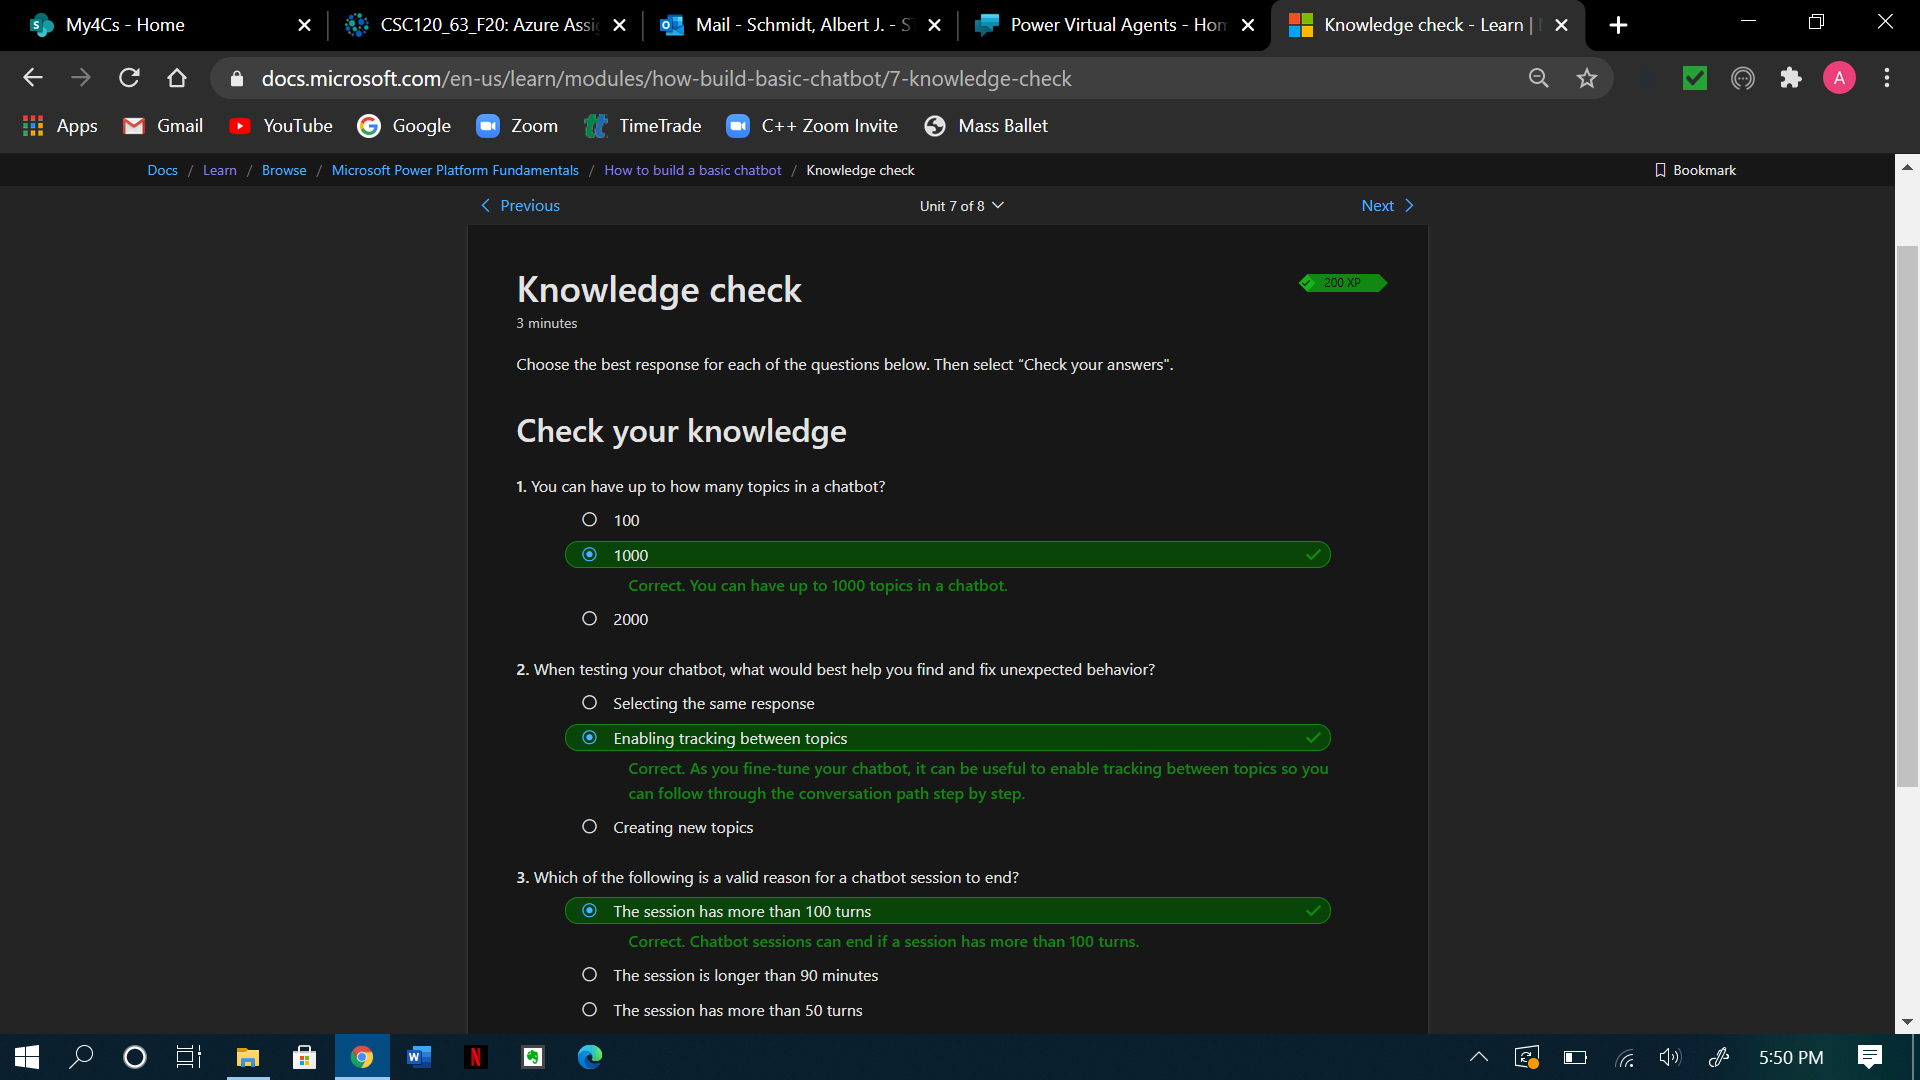 My4Cs - Home
CSC120_63_F20: Azure Assi
Mail - Schmidt, Albert J. - S
Power Virtual Agents - Hom
Knowledge check - Learn |
docs.microsoft.com/en-us/learn/modules/how-build-basic-chatbot/7-knowledge-check
A
Apps
Gmail
YouTube
Google
Zoom
TimeTrade
C++ Zoom Invite
Mass Ballet
Docs / Learn / Browse / Microsoft Power Platform Fundamentals / How to build a basic chatbot / Knowledge check
Bookmark
Previous
Unit 7 of 8
Next
Knowledge check
200 XP
3 minutes
Choose the best response for each of the questions below. Then select “Check your answers".
Check your knowledge
1. You can have up to how many topics in a chatbot?
100
1000
Correct. You can have up to 1000 topics in a chatbot.
2000
2. When testing your chatbot, what would best help you find and fix unexpected behavior?
Selecting the same response
Enabling tracking between topics
Correct. As you fine-tune your chatbot, it can be useful to enable tracking between topics so you
can follow through the conversation path step by step.
Creating new topics
3. Which of the following is a valid reason for a chatbot session to end?
The session has more than 100 turns
Correct. Chatbot sessions can end if a session has more than 100 turns.
The session is longer than 90 minutes
The session has more than 50 turns
5:50 PM